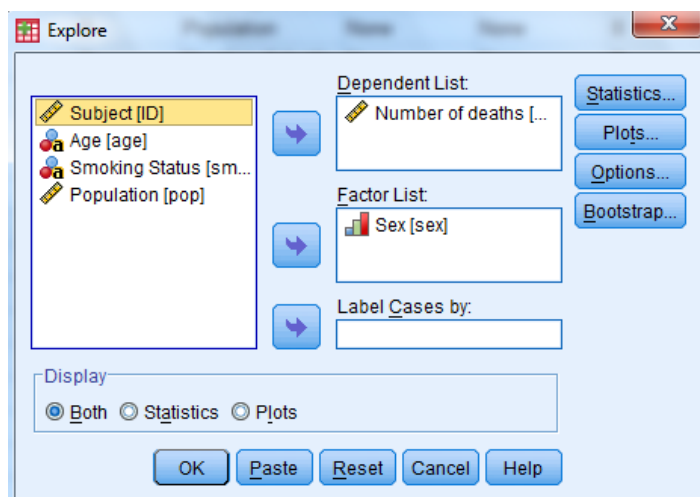 Explore
Dependent List:
Subject [ID]
Age [age]
Smoking Status [sm...
Population [pop]
Number of deaths [...
Factor List:
Sex [sex]
Label Cases by:
Statistics...
Plots...
Options...
Bootstrap...
Display
Both Statistics Plots
OK Paste Reset Cancel Help